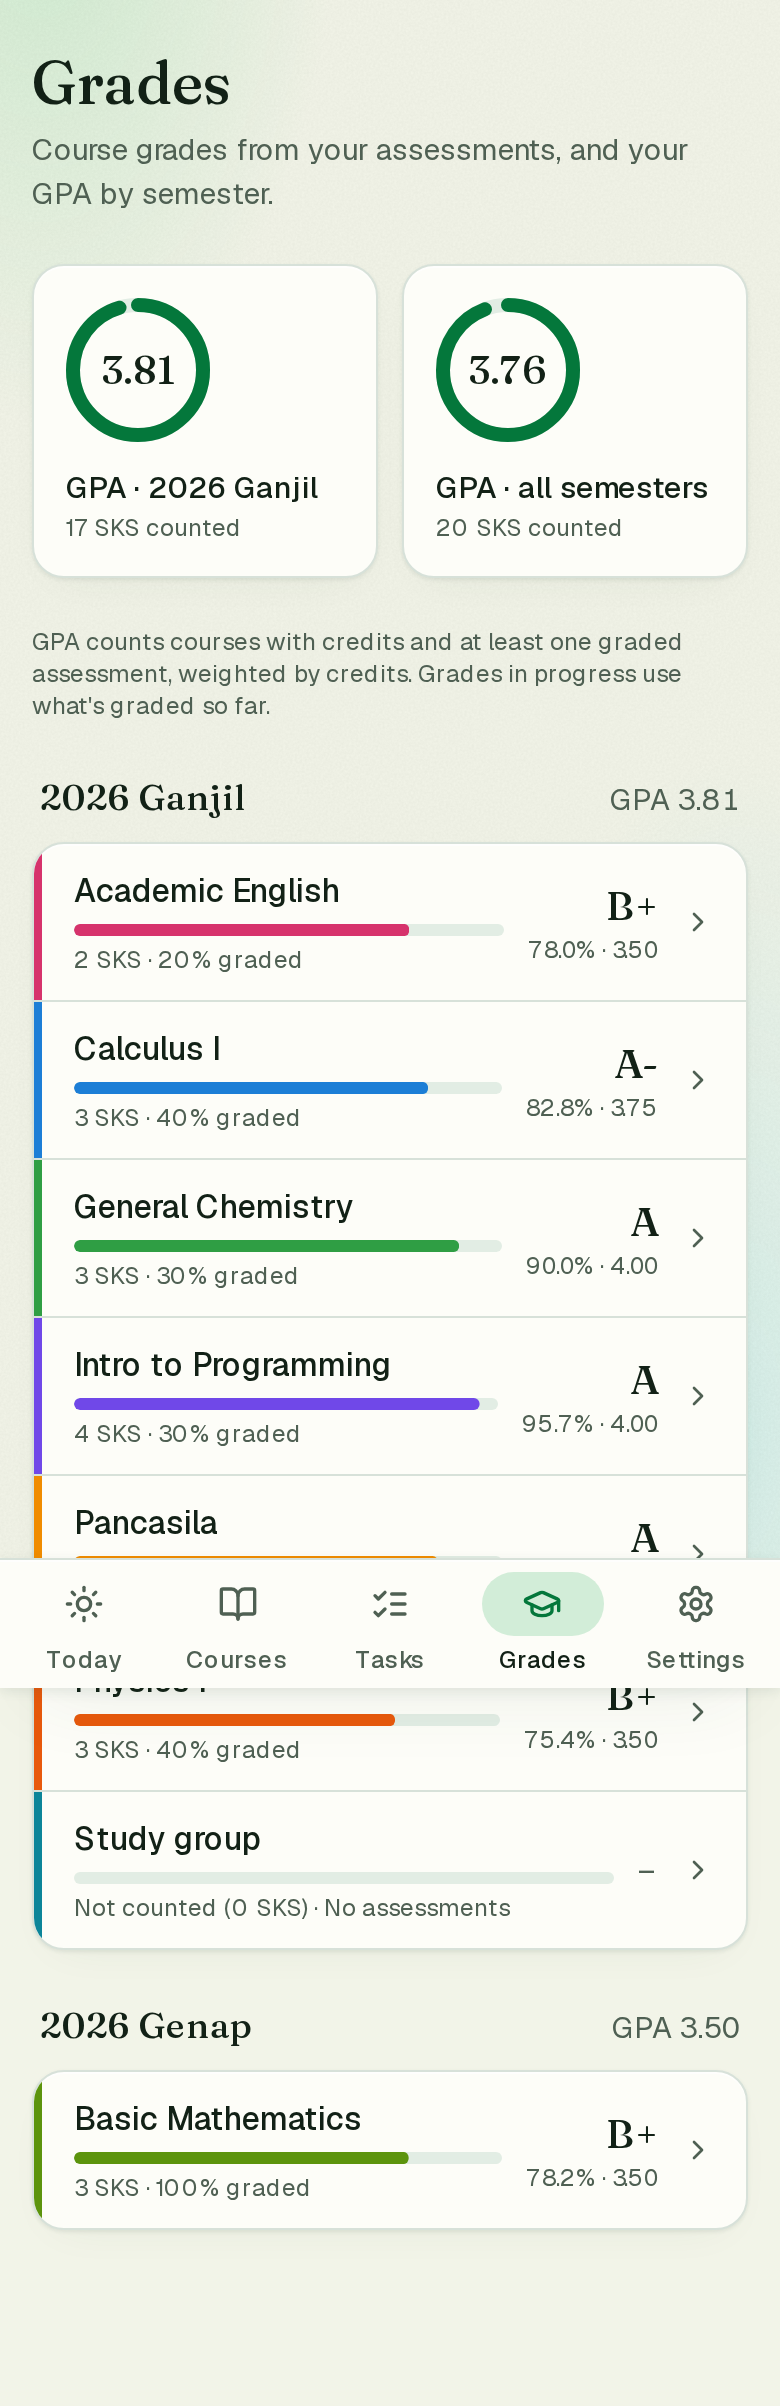 Grades
Course grades from your assessments, and your
GPA by semester.
3.81
GPA · 2026 Ganjil
17 SKS counted
3.76
GPA · all semesters
20 SKS counted
GPA counts courses with credits and at least one graded
assessment, weighted by credits. Grades in progress use
what's graded so far.
2026 Ganjil
GPA 3.81
Academic English
B+
2 SKS · 20% graded
78.0% · 3.50
Calculus I
A-
3 SKS · 40% graded
82.8% · 3.75
General Chemistry
A
3 SKS · 30% graded
90.0% · 4.00
Intro to Programming
A
4 SKS · 30% graded
95.7% · 4.00
Pancasila
A
Today
Courses
Tasks
Grades
Settings
Physics I
B+
3 SKS · 40% graded
75.4% · 3.50
Study group
–
Not counted (0 SKS) · No assessments
2026 Genap
GPA 3.50
Basic Mathematics
B+
3 SKS · 100% graded
78.2% · 3.50